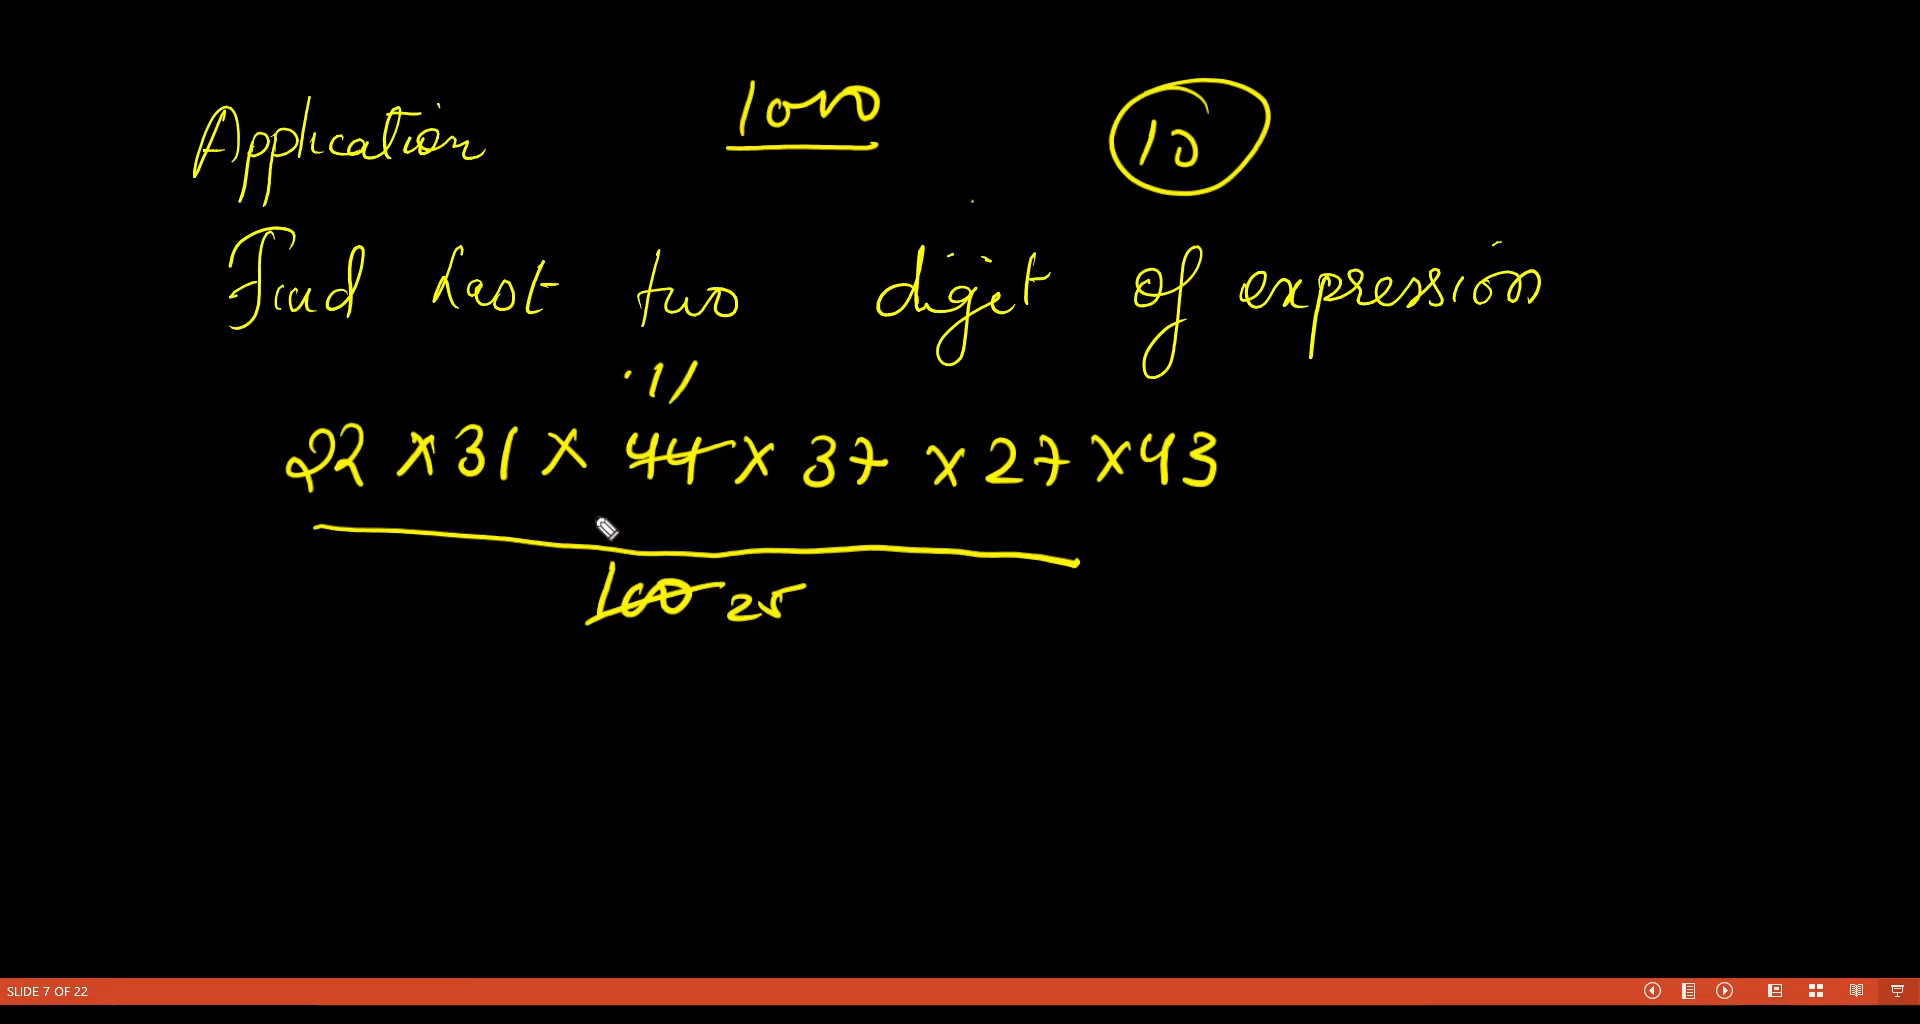 Application 1000 10
Find Last two digit of expression
11
22 x 31 x 44 x 37 x 27 x 43
100 25
SLIDE 7 OF 22